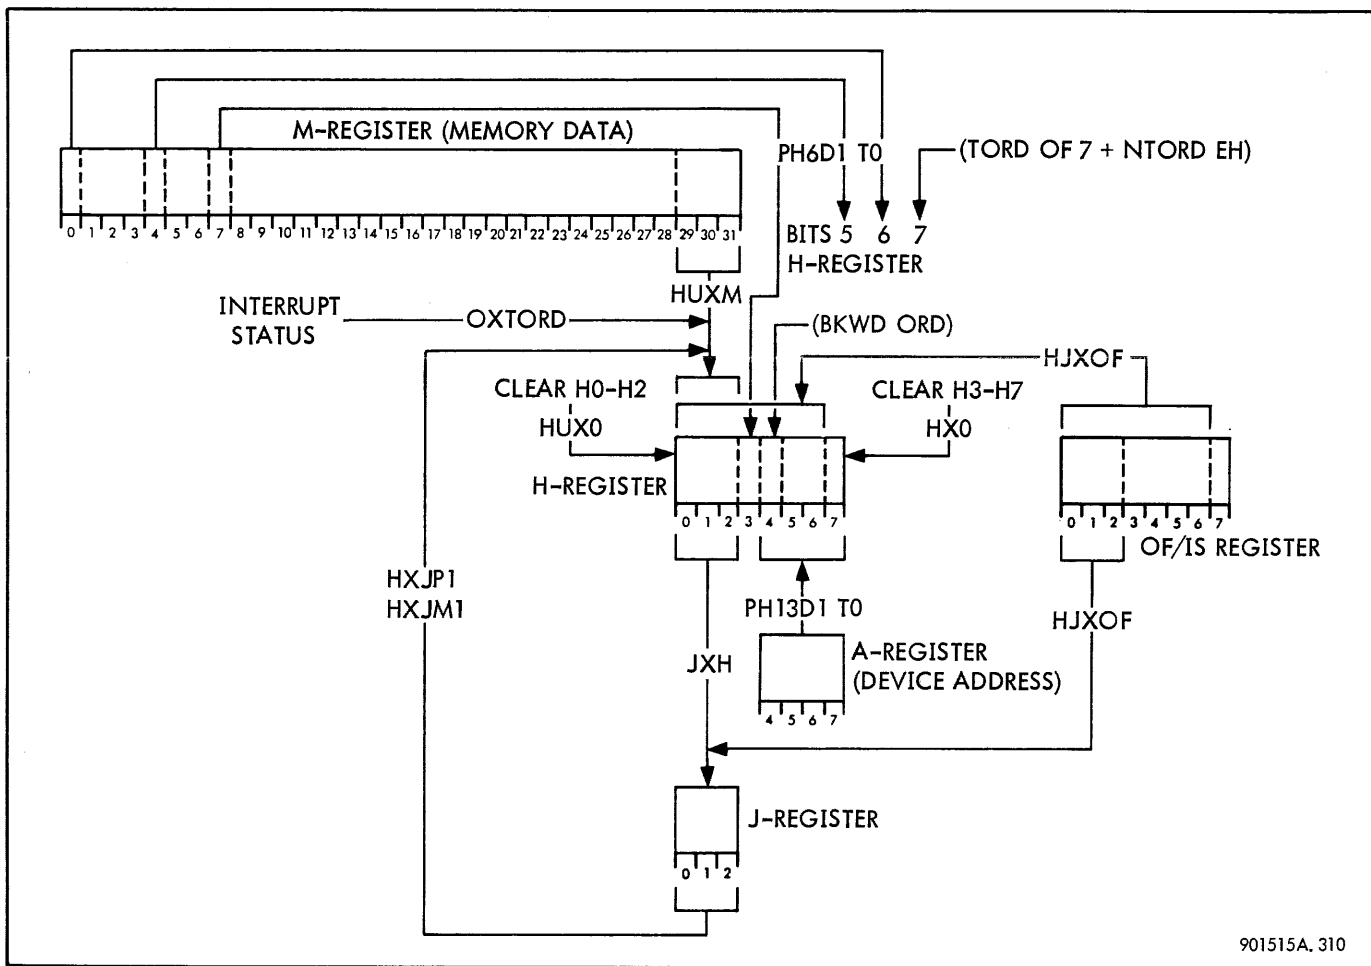 M-REGISTER (MEMORY DATA)
PH6D1 T0
(TORD OF 7 + NTORD EH)
0 1 2 3 4 5 6 7 8 9 10 11 12 13 14 15 16 17 18 19 20 21 22 23 24 25 26 27 28 29 30 31
BITS 5 6 7
H-REGISTER
HUXM
INTERRUPT
STATUS
OXTORD
(BKWD ORD)
HJXOF
CLEAR H0-H2
HUX0
CLEAR H3-H7
HX0
H-REGISTER
0 1 2 3 4 5 6 7
0 1 2 3 4 5 6 7
OF/IS REGISTER
HXJP1
HXJM1
PH13D1 T0
HJXOF
JXH
A-REGISTER
(DEVICE ADDRESS)
4 5 6 7
J-REGISTER
0 1 2
901515A. 310